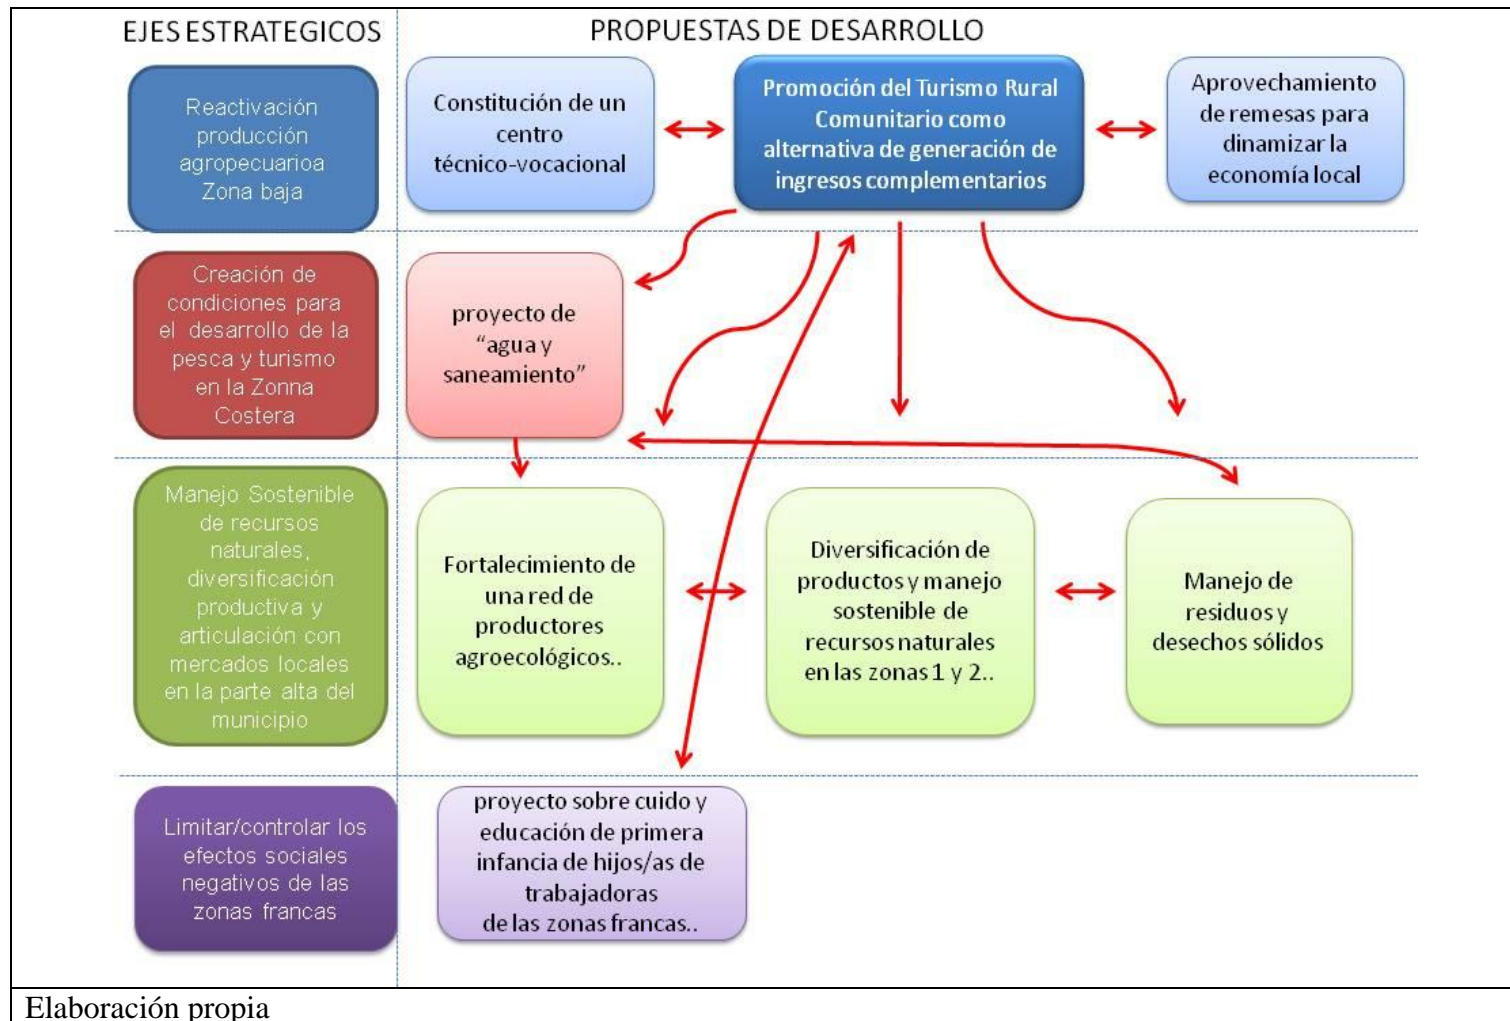 EJES ESTRATEGICOS
PROPUESTAS DE DESARROLLO
Reactivación
producción
agropecuarioa
Zona baja
Constitución de un
centro
técnico-vocacional
Promoción del Turismo Rural
Comunitario como
alternativa de generación de
ingresos complementarios
Aprovechamiento
de remesas para
dinamizar la
economía local
Creación de
condiciones para
el desarrollo de la
pesca y turismo
en la Zonna
Costera
proyecto de
“agua y
saneamiento”
Manejo Sostenible
de recursos
naturales,
diversificación
productiva y
articulación con
mercados locales
en la parte alta del
municipio
Fortalecimiento de
una red de
productores
agroecológicos..
Diversificación de
productos y manejo
sostenible de
recursos naturales
en las zonas 1 y 2..
Manejo de
residuos y
desechos sólidos
Limitar/controlar los
efectos sociales
negativos de las
zonas francas
proyecto sobre cuido y
educación de primera
infancia de hijos/as de
trabajadoras
de las zonas francas..
Elaboración propia